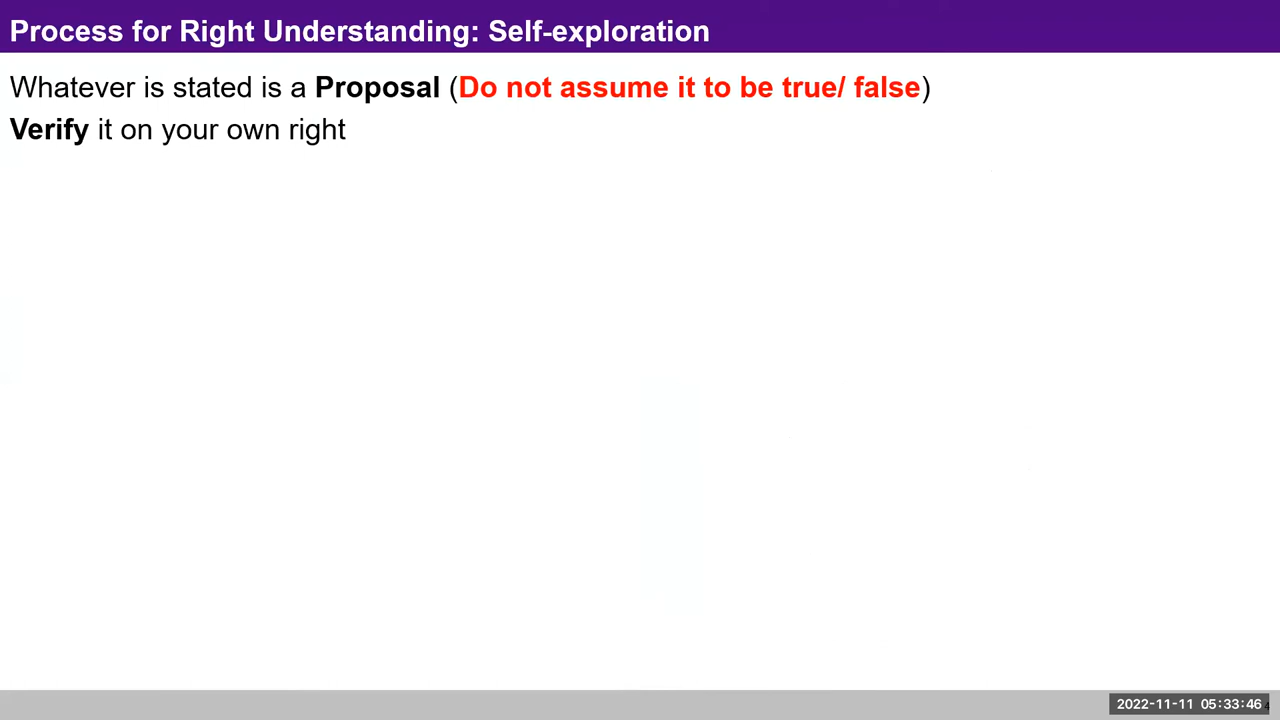 Process for Right Understanding: Self-exploration
Whatever is stated is a Proposal (Do not assume it to be true/ false)
Verify it on your own right
2022-11-11 05:33:46